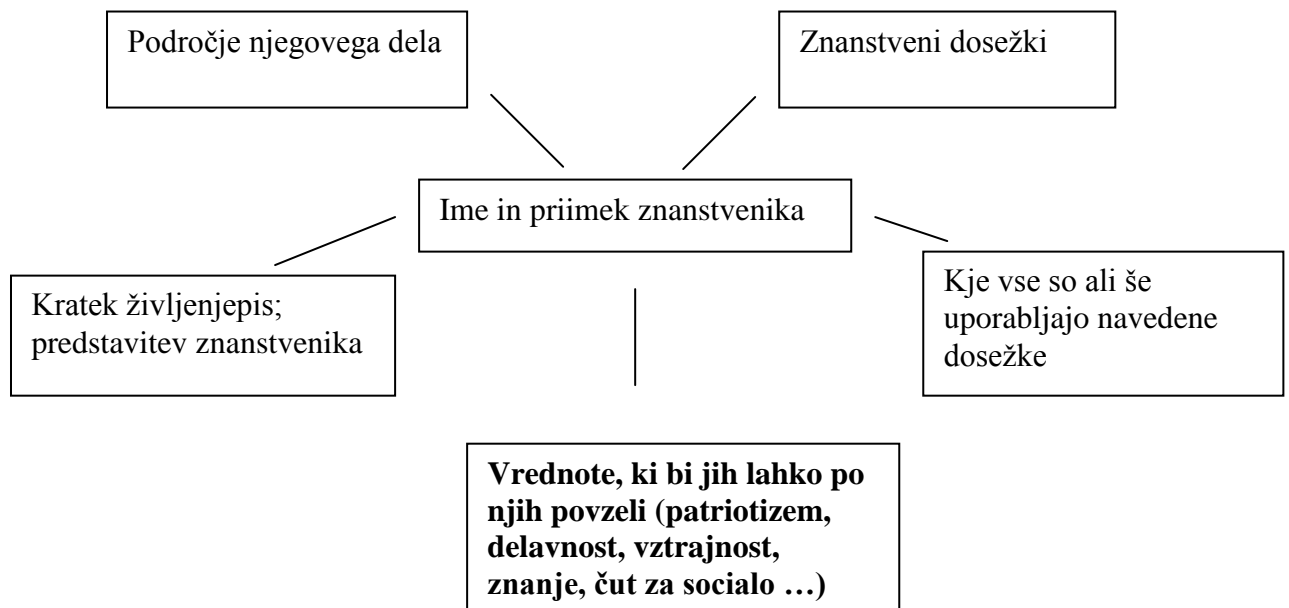 Področje njegovega dela
Znanstveni dosežki
Ime in priimek znanstvenika
Kratek življenjepis;
predstavitev znanstvenika
Kje vse so ali še
uporabljajo navedene
dosežke
Vrednote, ki bi jih lahko po
njih povzeli (patriotizem,
delavnost, vztrajnost,
znanje, čut za socialo …)